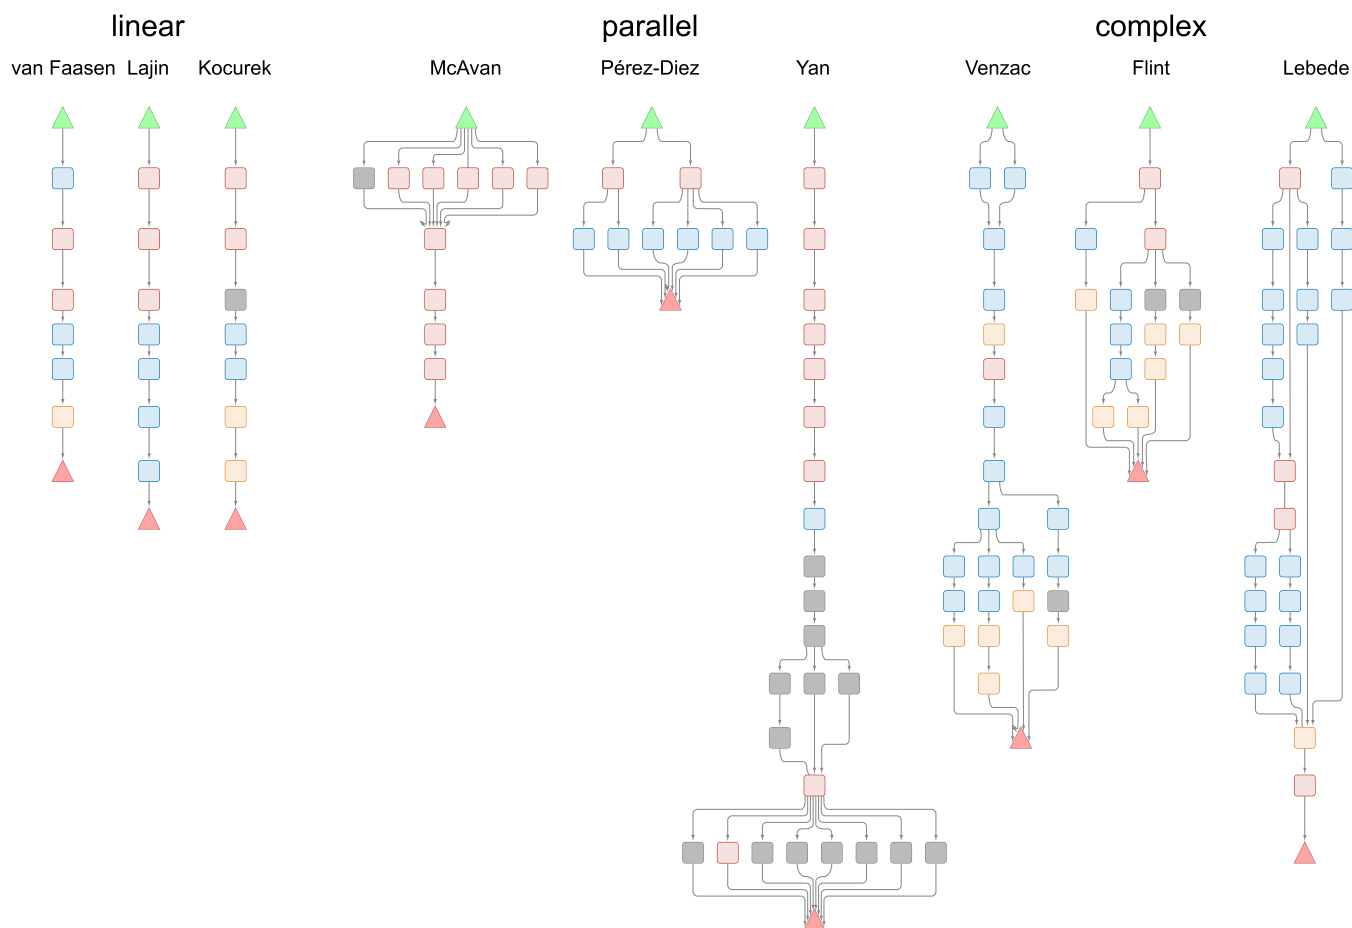 linear parallel complex
van Faasen Lajin Kocurek McAvan Pérez-Diez Yan Venzac Flint Lebede